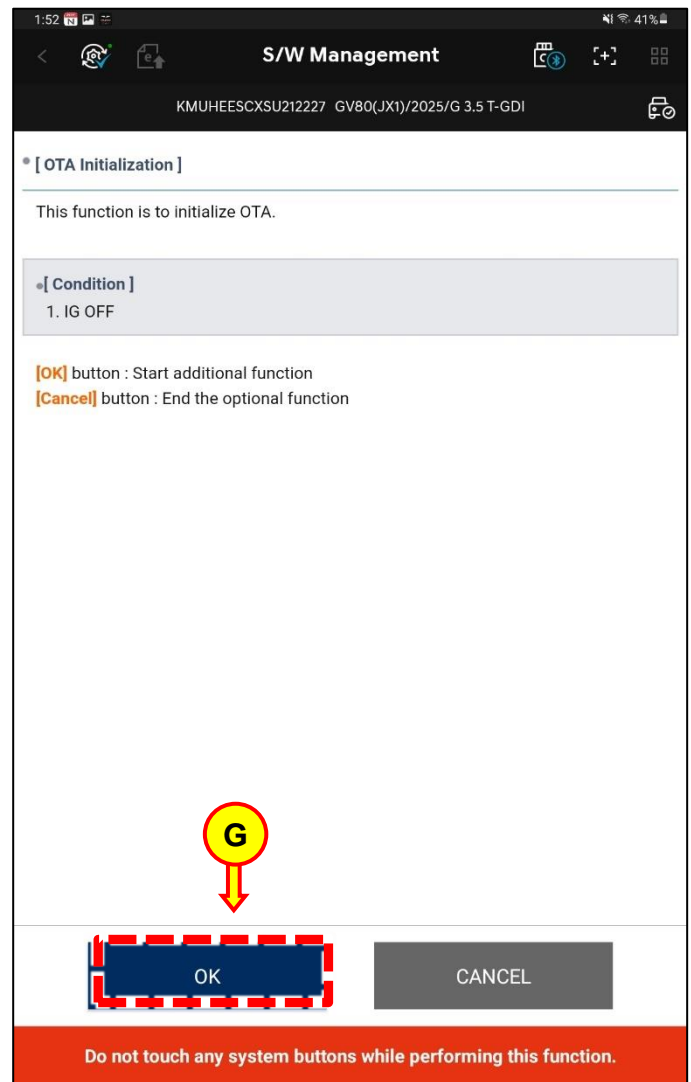 1:52 41%
S/W Management
KMUHEESCXSU212227 GV80(JX1)/2025/G 3.5 T-GDI
[ OTA Initialization ]
This function is to initialize OTA.
[ Condition ]
1. IG OFF
[OK] button : Start additional function
[Cancel] button : End the optional function
G
OK CANCEL
Do not touch any system buttons while performing this function.